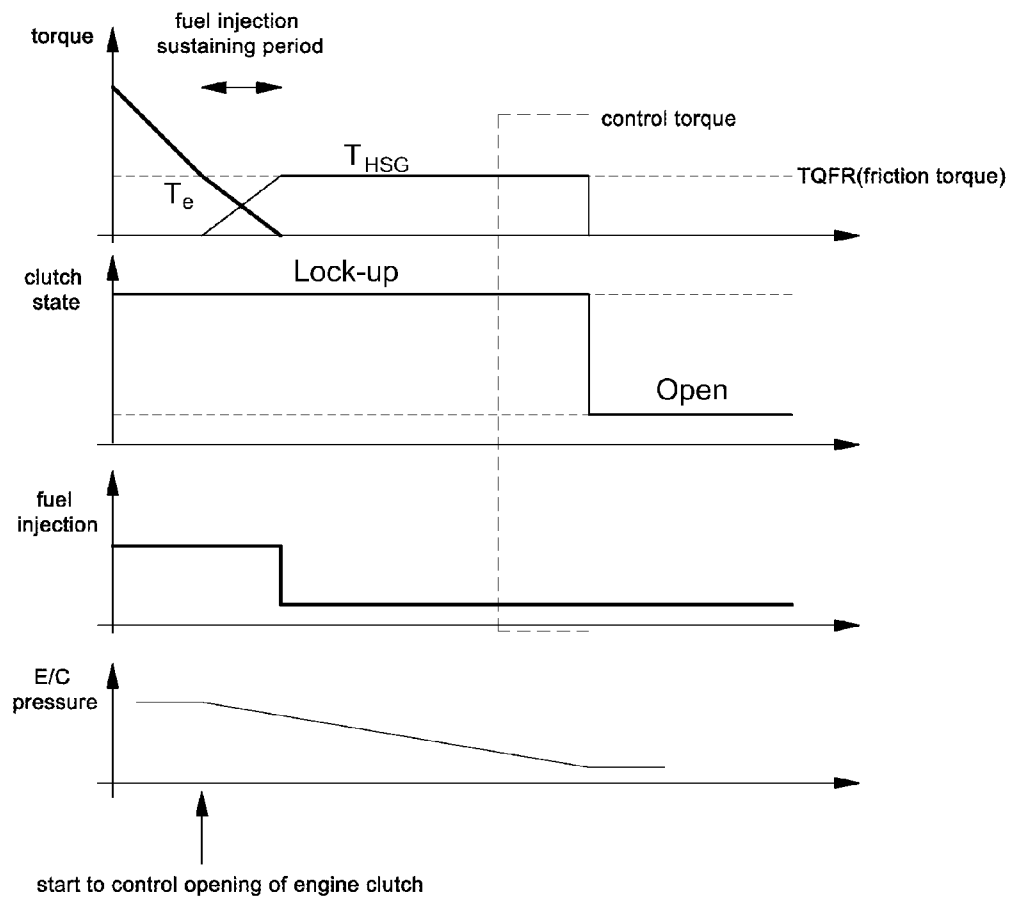 fuel injection
sustaining period
torque
control torque
T_HSG
TQFR(friction torque)
T_e
clutch
state
Lock-up
Open
fuel
injection
E/C
pressure
start to control opening of engine clutch